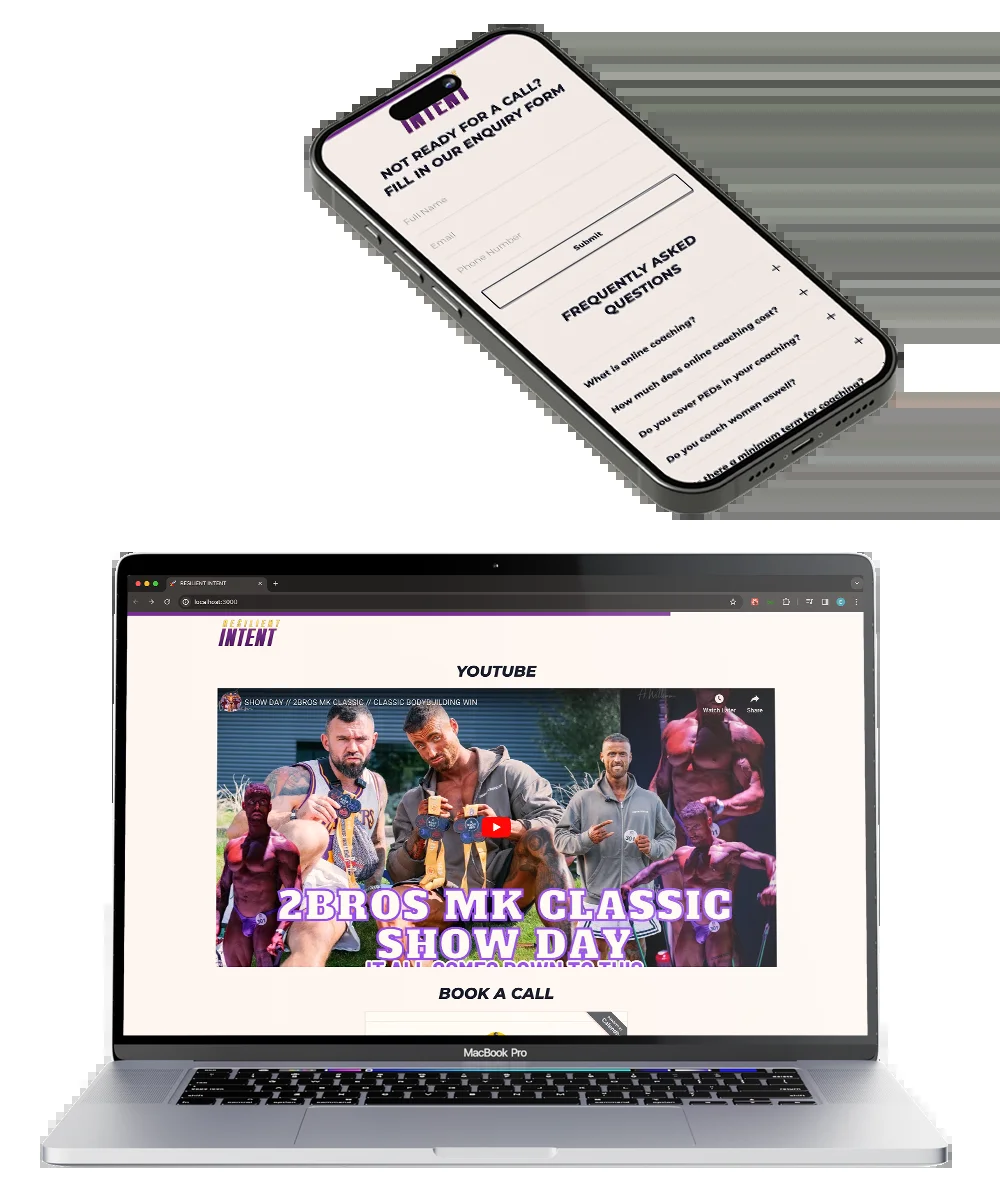 INTENT
NOT READY FOR A CALL?
FILL IN OUR ENQUIRY FORM
Full Name
Email
Phone Number
Submit
FREQUENTLY ASKED
QUESTIONS
What is online coaching?
How much does online coaching cost?
Do you cover PEDs in your coaching?
Do you coach women aswell?
there a minimum term for coaching?
RESILIENT INTENT
localhost:3000
RESILIENT
INTENT
YOUTUBE
SHOW DAY // 2BROS MK CLASSIC // CLASSIC BODYBUILDING WIN
Watch Later
Share
2BROS MK CLASSIC
SHOW DAY
IT ALL COMES DOWN TO THIS
BOOK A CALL
MacBook Pro